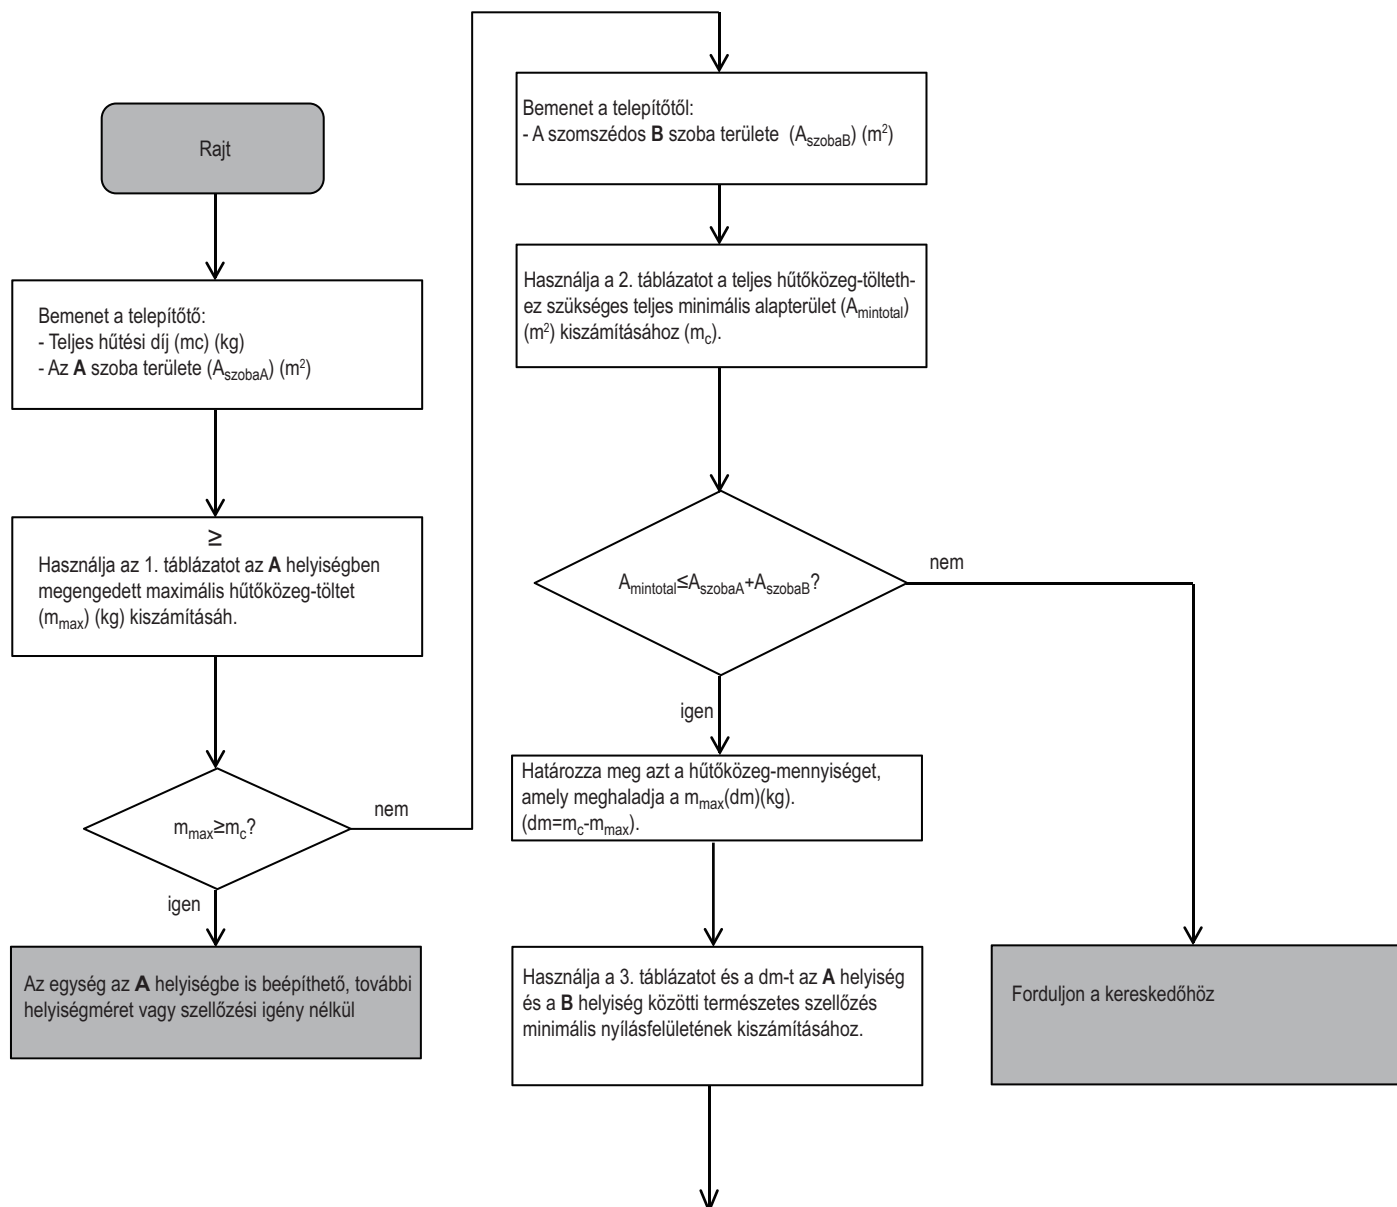 Rajt
Bemenet a telepítőtő:
- Teljes hűtési díj (mc) (kg)
- Az A szoba területe (AszobaA) (m²)
≥
Használja az 1. táblázatot az A helyiségben
megengedett maximális hűtőközeg-töltet
(mmax) (kg) kiszámításáh.
mmax≥mc?
nem
igen
Az egység az A helyiségbe is beépíthető, további
helyiségméret vagy szellőzési igény nélkül
Bemenet a telepítőtől:
- A szomszédos B szoba területe (AszobaB) (m²)
Használja a 2. táblázatot a teljes hűtőközeg-tölteth-
ez szükséges teljes minimális alapterület (Amintotal)
(m²) kiszámításához (mc).
Amintotal≤AszobaA+AszobaB?
nem
igen
Határozza meg azt a hűtőközeg-mennyiséget,
amely meghaladja a mmax(dm)(kg).
(dm=mc-mmax).
Használja a 3. táblázatot és a dm-t az A helyiség
és a B helyiség közötti természetes szellőzés
minimális nyílásfelületének kiszámításához.
Forduljon a kereskedőhöz